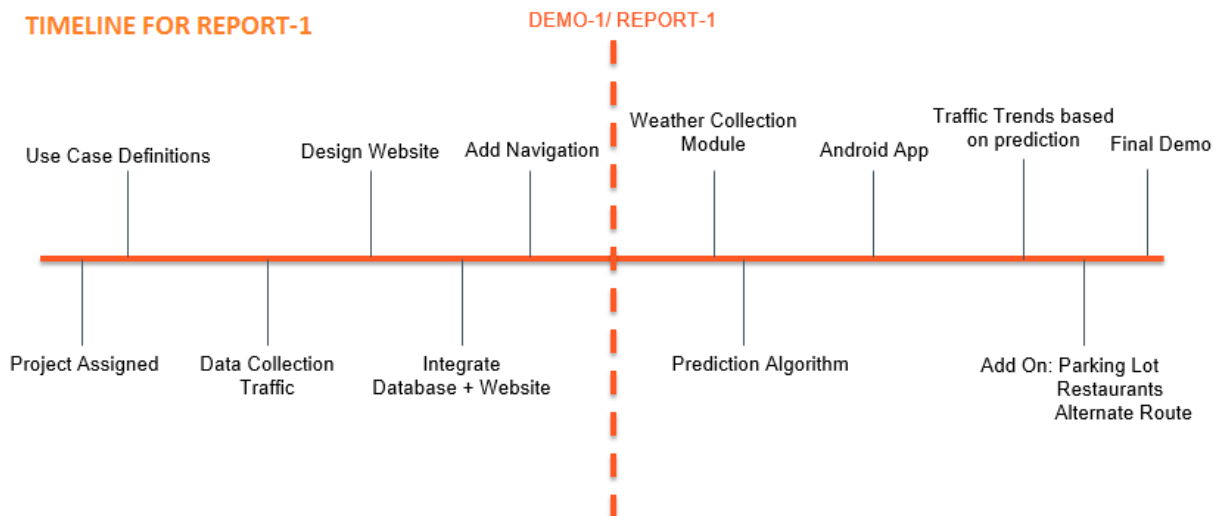 TIMELINE FOR REPORT-1
DEMO-1/ REPORT-1
Use Case Definitions
Design Website
Add Navigation
Weather Collection
Module
Android App
Traffic Trends based
on prediction
Final Demo
Project Assigned
Data Collection
Traffic
Integrate
Database + Website
Prediction Algorithm
Add On: Parking Lot
Restaurants
Alternate Route